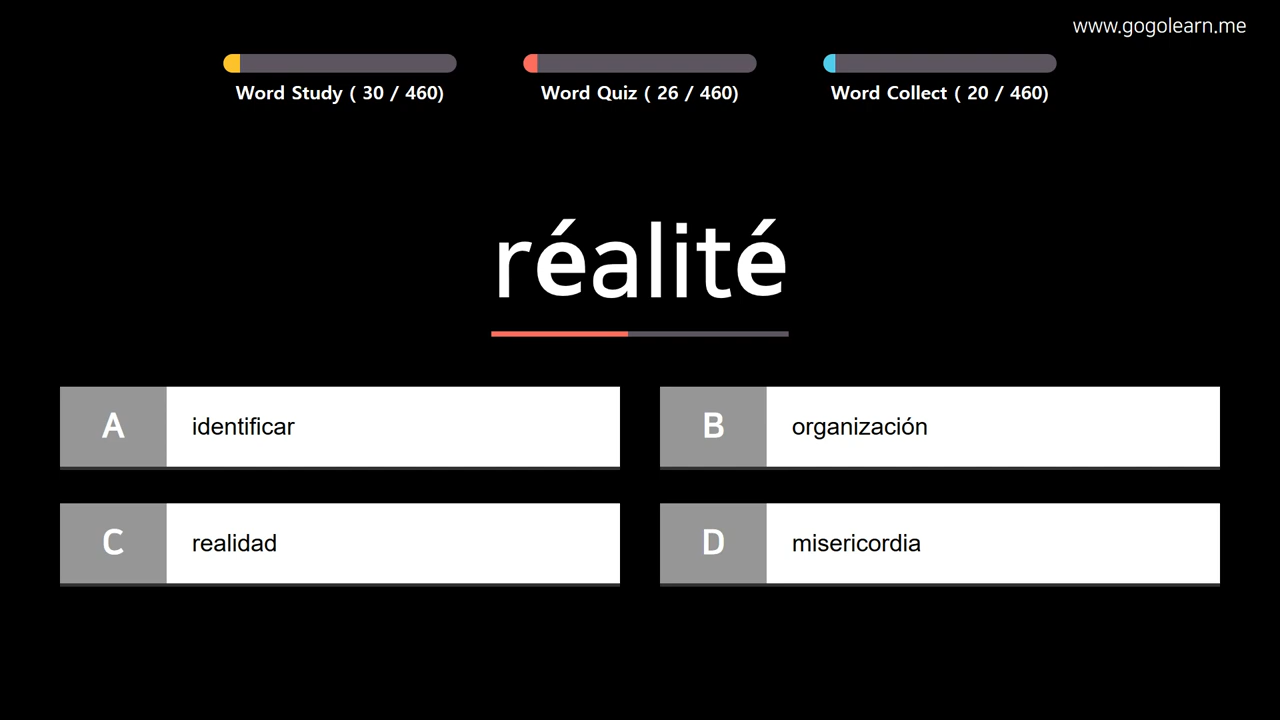 www.gogolearn.me
Word Study ( 30 / 460)
Word Quiz ( 26 / 460)
Word Collect ( 20 / 460)
réalité
A identificar
B organización
C realidad
D misericordia